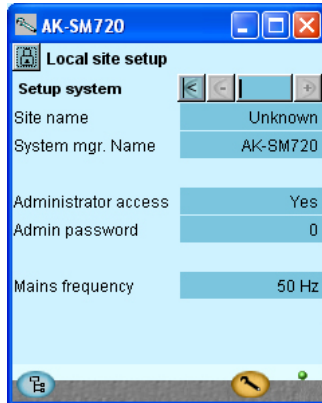 AK-SM720
Local site setup
Setup system
Site name Unknown
System mgr. Name AK-SM720
Administrator access Yes
Admin password 0
Mains frequency 50 Hz